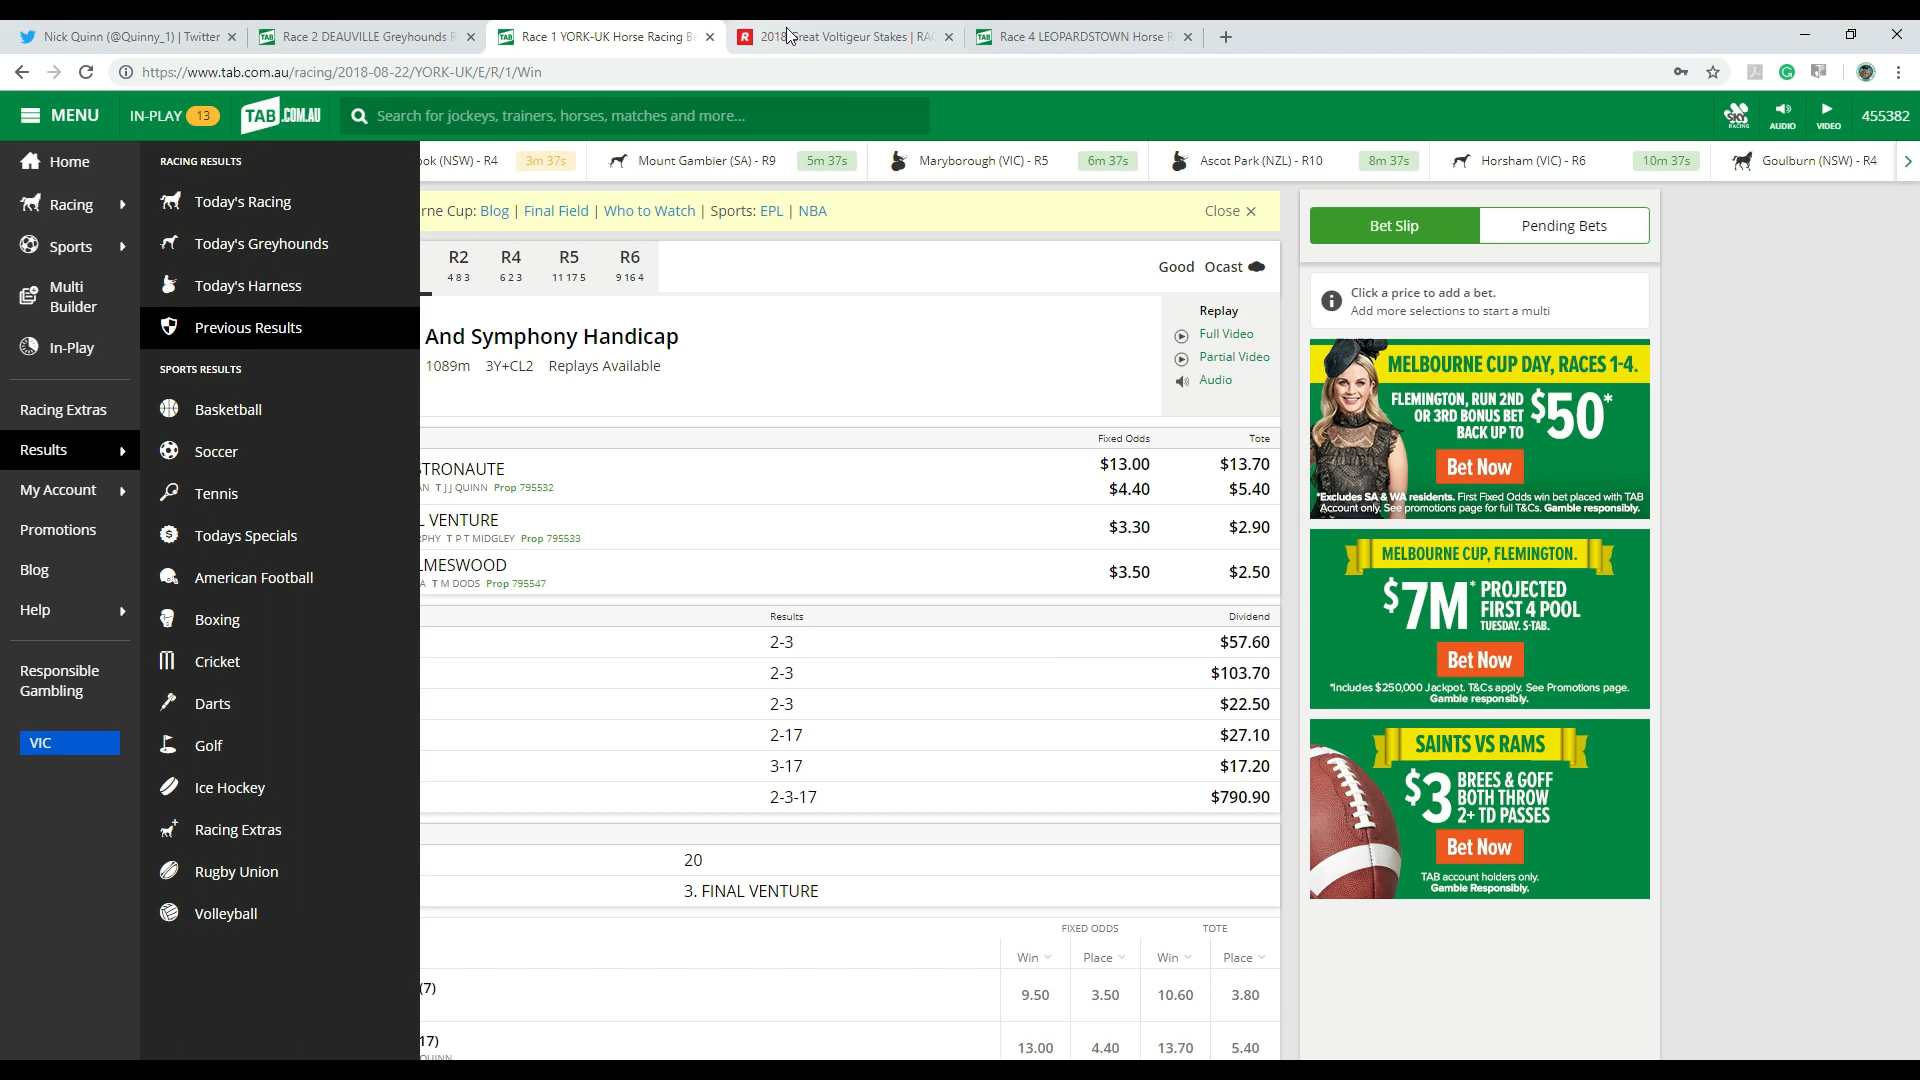 Nick Quinn (@Quinny_1) | Twitter
Race 2 DEAUVILLE Greyhounds R
Race 1 YORK-UK Horse Racing Be
2018 Great Voltigeur Stakes | RAC
Race 4 LEOPARDSTOWN Horse R
https://www.tab.com.au/racing/2018-08-22/YORK-UK/E/R/1/Win
MENU
IN-PLAY 13
TAB.COM.AU
Search for jockeys, trainers, horses, matches and more...
SKY RACING
AUDIO
VIDEO
455382
Home
Racing
Sports
Multi
Builder
In-Play
Racing Extras
Results
My Account
Promotions
Blog
Help
Responsible
Gambling
VIC
RACING RESULTS
Today's Racing
Today's Greyhounds
Today's Harness
Previous Results
SPORTS RESULTS
Basketball
Soccer
Tennis
Todays Specials
American Football
Boxing
Cricket
Darts
Golf
Ice Hockey
Racing Extras
Rugby Union
Volleyball
ok (NSW) - R4 3m 37s
Mount Gambier (SA) - R9 5m 37s
Maryborough (VIC) - R5 6m 37s
Ascot Park (NZL) - R10 8m 37s
Horsham (VIC) - R6 10m 37s
Goulburn (NSW) - R4
rne Cup: Blog | Final Field | Who to Watch | Sports: EPL | NBA
Close
R2 R4 R5 R6
4 8 3 6 2 3 11 17 5 9 16 4
Good Ocast
And Symphony Handicap
1089m 3Y+CL2 Replays Available
Replay
Full Video
Partial Video
Audio
Fixed Odds Tote
STRONAUTE $13.00 $13.70
AN T J J QUINN Prop 795532 $4.40 $5.40
L VENTURE $3.30 $2.90
RPHY T P T MIDGLEY Prop 795533
LMESWOOD $3.50 $2.50
A T M DODS Prop 795547
Results Dividend
2-3 $57.60
2-3 $103.70
2-3 $22.50
2-17 $27.10
3-17 $17.20
2-3-17 $790.90
20
3. FINAL VENTURE
FIXED ODDS TOTE
Win Place Win Place
(7) 9.50 3.50 10.60 3.80
17) 13.00 4.40 13.70 5.40
QUINN
Bet Slip
Pending Bets
Click a price to add a bet.
Add more selections to start a multi
MELBOURNE CUP DAY, RACES 1-4.
FLEMINGTON, RUN 2ND
OR 3RD BONUS BET
BACK UP TO
$50*
Bet Now
*Excludes SA & WA residents. First Fixed Odds win bet placed with TAB
Account only. See promotions page for full T&Cs. Gamble responsibly.
MELBOURNE CUP, FLEMINGTON.
$7M* PROJECTED
FIRST 4 POOL
TUESDAY. S-TAB.
Bet Now
*Includes $250,000 Jackpot. T&Cs apply. See Promotions page.
Gamble responsibly.
SAINTS VS RAMS
$3 BREES & GOFF
BOTH THROW
2+ TD PASSES
Bet Now
TAB account holders only.
Gamble Responsibly.